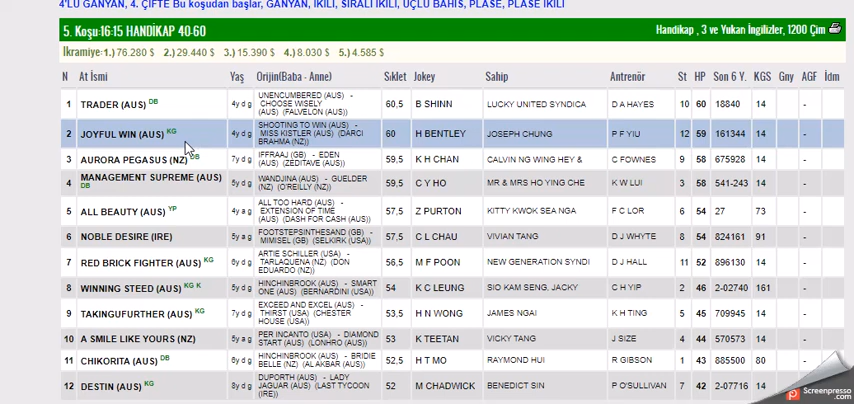 4'LÜ GANYAN, 4. ÇİFTE Bu koşudan başlar, GANYAN, İKİLİ, SIRALI İKİLİ, ÜÇLÜ BAHİS, PLASE, PLASE İKİLİ
5. Koşu:16:15 HANDİKAP 40-60 Handikap , 3 ve Yukarı İngilizler, 1200 Çim
İkramiye: 1.) 76.280 $ 2.) 29.440 $ 3.) 15.390 $ 4.) 8.030 $ 5.) 4.585 $
N At İsmi Yaş Orijin(Baba - Anne) Sıklet Jokey Sahip Antrenör St HP Son 6 Y. KGS Gny AGF İdm
1 TRADER (AUS) DB 4y d g UNENCUMBERED (AUS) - CHOOSE WISELY (AUS) (FALVELON (AUS)) 60,5 B SHINN LUCKY UNITED SYNDICA D A HAYES 10 60 18840 14 -
2 JOYFUL WIN (AUS) KG 4y d g SHOOTING TO WIN (AUS) - MISS KISTLER (AUS) (DARCI BRAHMA (NZ)) 60 H BENTLEY JOSEPH CHUNG P F YIU 12 59 161344 14 -
3 AURORA PEGASUS (NZ) DB 7y d g IFFRAAJ (GB) - EDEN (AUS) (ZEDITAVE (AUS)) 59,5 K H CHAN CALVIN NG WING HEY & C FOWNES 9 58 675928 14 -
4 MANAGEMENT SUPREME (AUS) DB 5y d g WANDJINA (AUS) - GUELDER (NZ) (O'REILLY (NZ)) 59,5 C Y HO MR & MRS HO YING CHE K W LUI 3 58 541-243 14 -
5 ALL BEAUTY (AUS) YP 4y a g ALL TOO HARD (AUS) - EXTENSION OF TIME (AUS) (DASH FOR CASH (AUS)) 57,5 Z PURTON KITTY KWOK SEA NGA F C LOR 6 54 27 73 -
6 NOBLE DESIRE (IRE) 5y a g FOOTSTEPSINTHESAND (GB) - MIMISEL (GB) (SELKIRK (USA)) 57,5 C L CHAU VIVIAN TANG D J WHYTE 8 54 824161 91 -
7 RED BRICK FIGHTER (AUS) KG 6y d g ARTIE SCHILLER (USA) - TARLAQUENA (NZ) (DON EDUARDO (NZ)) 56,5 M F POON NEW GENERATION SYNDI D J HALL 11 52 896130 14 -
8 WINNING STEED (AUS) KG K 6y d g HINCHINBROOK (AUS) - SMART ONE (AUS) (BERNARDINI (USA)) 54 K C LEUNG SIO KAM SENG, JACKY C H YIP 2 46 2-02740 161 -
9 TAKINGUFURTHER (AUS) KG 7y d g EXCEED AND EXCEL (AUS) - THIRST (USA) (CHESTER HOUSE (USA)) 53,5 H N WONG JAMES NGAI K H TING 5 45 709945 14 -
10 A SMILE LIKE YOURS (NZ) 5y a g PER INCANTO (USA) - DIAMOND START (AUS) (LONHRO (AUS)) 53 K TEETAN VICKY TANG J SIZE 4 44 570573 14 -
11 CHIKORITA (AUS) DB 6y d g HINCHINBROOK (AUS) - BRIDIE BELLE (NZ) (AL AKBAR (AUS)) 52,5 H T MO RAYMOND HUI R GIBSON 1 43 885500 80 -
12 DESTIN (AUS) KG 8y d g DUPORTH (AUS) - LADY JAGUAR (AUS) (LAST TYCOON (IRE)) 52 M CHADWICK BENEDICT SIN P O'SULLIVAN 7 42 2-07716 14 -
Screenpresso.com